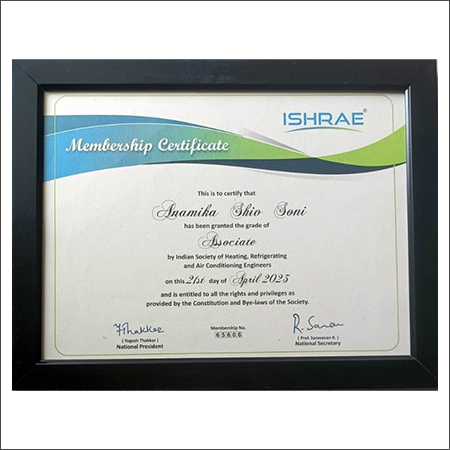 ISHRAE®
Membership Certificate
This is to certify that
Anamika Shio Soni
has been granted the grade of
Associate
by Indian Society of Heating, Refrigerating
and Air Conditioning Engineers
on this 21st day of April 2023
and is entitled to all the rights and privileges as
provided by the Constitution and Bye-laws of the Society.
YThakkar
R. Saran
( Yogesh Thakkar )
National President
Membership No.
65606
( Prof. Saravanan R. )
National Secretary